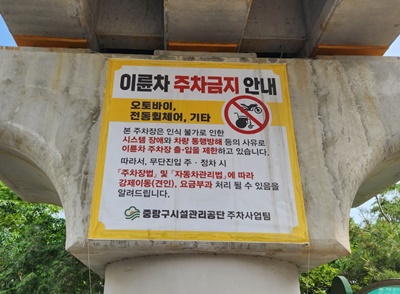 이륜차 주차금지 안내
오토바이,
전동휠체어, 기타
본 주차장은 인식 불가로 인한
시스템 장애와 차량 통행방해 등의 사유로
이륜차 주차장 출·입을 제한하고 있습니다.
따라서, 무단진입 주·정차 시
「주차장법」 및 「자동차관리법」에 따라
강제이동(견인), 요금부과 처리 될 수 있음을
알려드립니다.
중랑구시설관리공단 주차사업팀